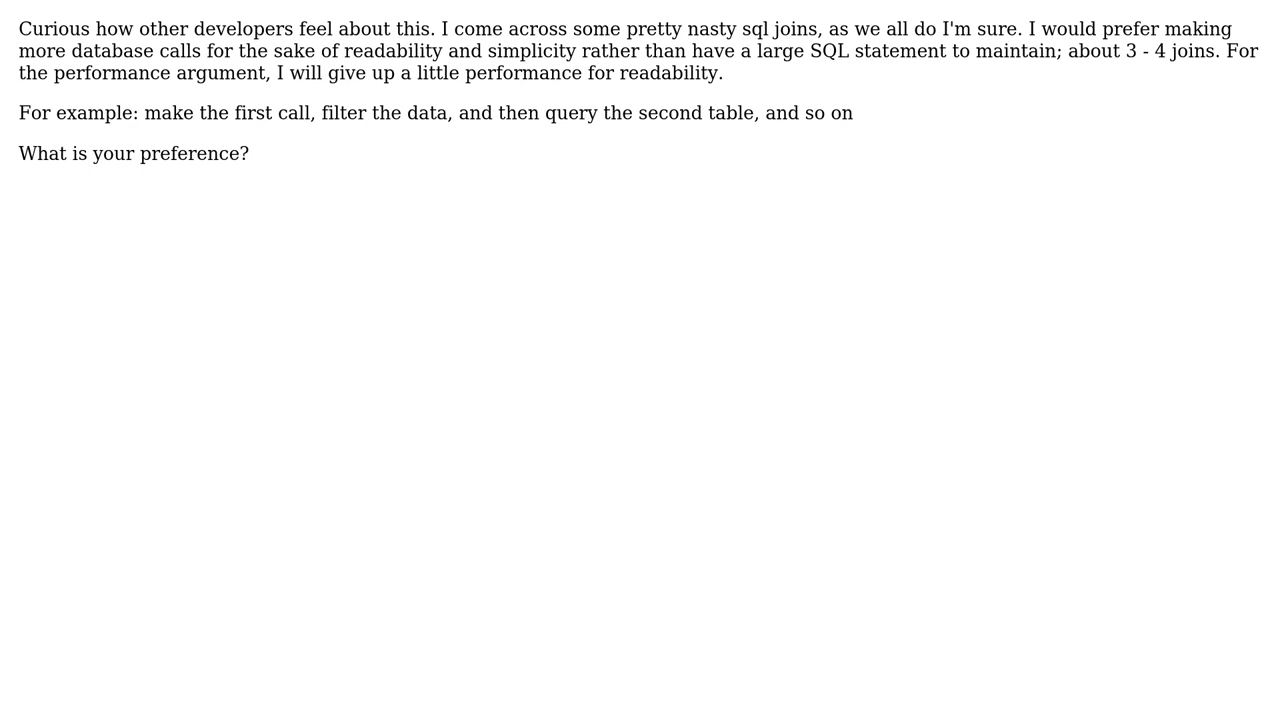 Curious how other developers feel about this. I come across some pretty nasty sql joins, as we all do I'm sure. I would prefer making
more database calls for the sake of readability and simplicity rather than have a large SQL statement to maintain; about 3 - 4 joins. For
the performance argument, I will give up a little performance for readability.
For example: make the first call, filter the data, and then query the second table, and so on
What is your preference?